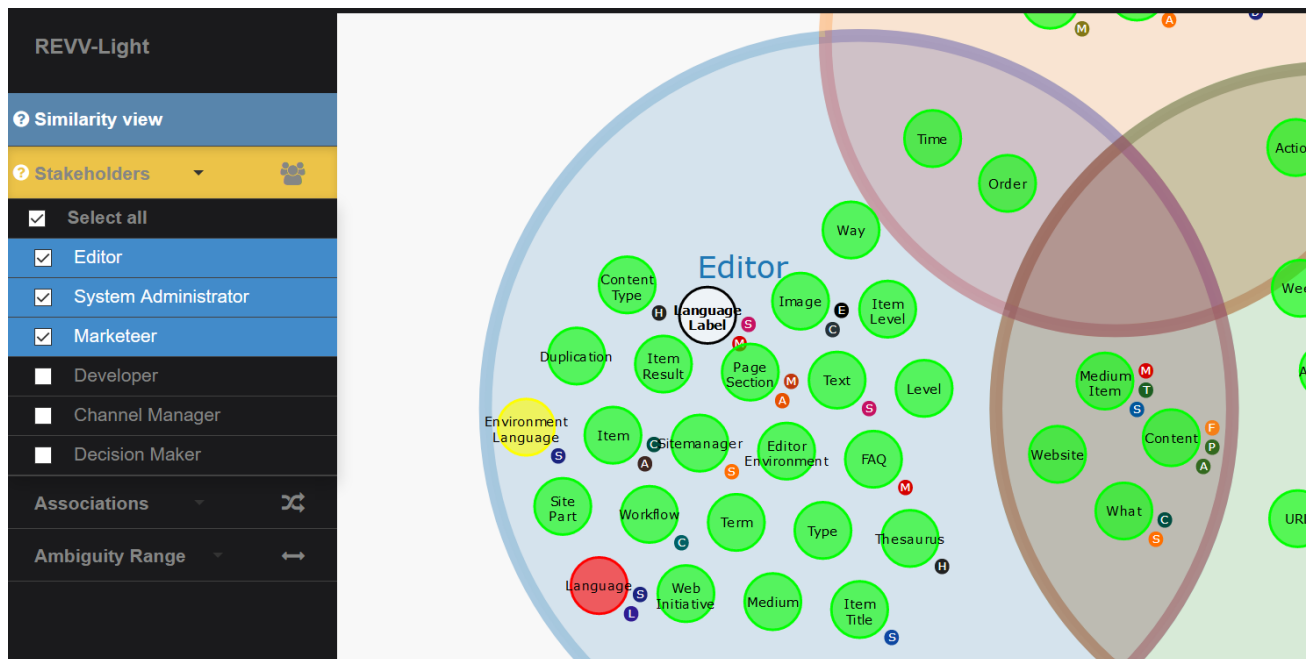 REVV-Light
Similarity view
Stakeholders
Select all
Editor
System Administrator
Marketeer
Developer
Channel Manager
Decision Maker
Associations
Ambiguity Range
M
A
Time
Order
Actio
Way
Editor
Content
Type
H
Language
Label
S
M
Image
E
C
Item
Level
Wee
Duplication
Item
Result
Page
Section
M
A
Text
S
Level
Medium
Item
M
T
S
A
Environment
Language
S
Item
C
A
Sitemanager
S
Editor
Environment
FAQ
M
Website
Content
F
P
A
Site
Part
Workflow
C
Term
Type
Thesaurus
H
What
C
S
URL
Language
S
L
Web
Initiative
Medium
Item
Title
S